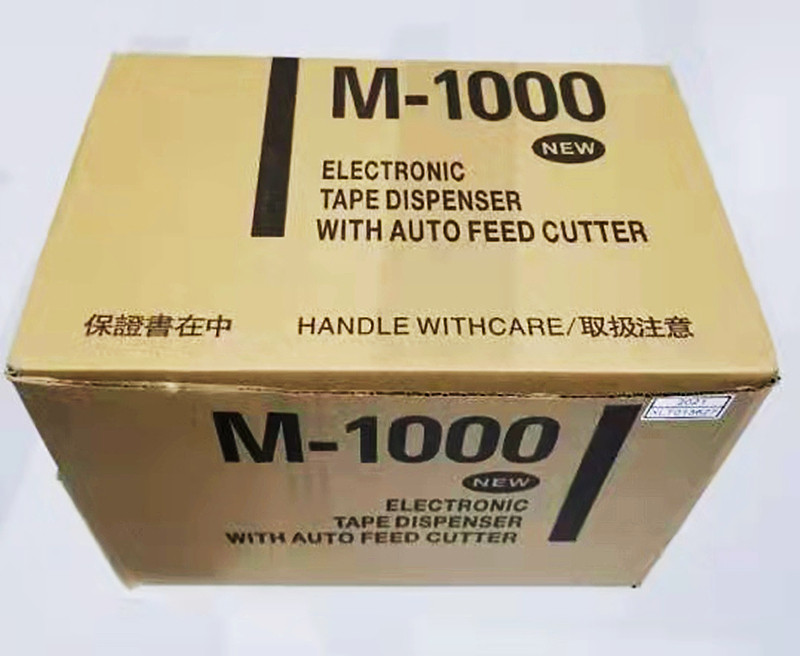 M-1000
NEW
ELECTRONIC
TAPE DISPENSER
WITH AUTO FEED CUTTER
保證書在中
HANDLE WITHCARE/取扱注意
2021
M-1000
NEW
ELECTRONIC
TAPE DISPENSER
WITH AUTO FEED CUTTER